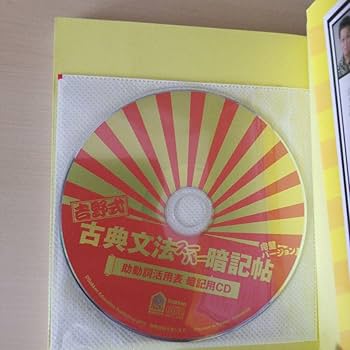 吉野式
古典文法スーパー暗記帖
完璧
バージョン
助動詞活用表 暗記用CD